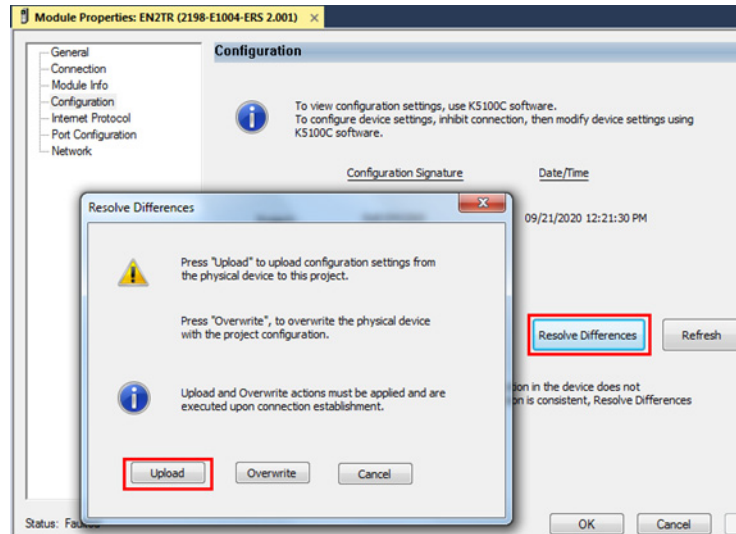 Module Properties: EN2TR (2198-E1004-ERS 2.001) ×
General
Connection
Module Info
Configuration
Internet Protocol
Port Configuration
Network
Configuration
To view configuration settings, use K5100C software.
To configure device settings, inhibit connection, then modify device settings using
K5100C software.
Configuration Signature
Date/Time
09/21/2020 12:21:30 PM
Resolve Differences
Refresh
in the device does not
is consistent, Resolve Differences
Resolve Differences
Press "Upload" to upload configuration settings from
the physical device to this project.
Press "Overwrite", to overwrite the physical device
with the project configuration.
Upload and Overwrite actions must be applied and are
executed upon connection establishment.
Upload
Overwrite
Cancel
Status:
OK
Cancel